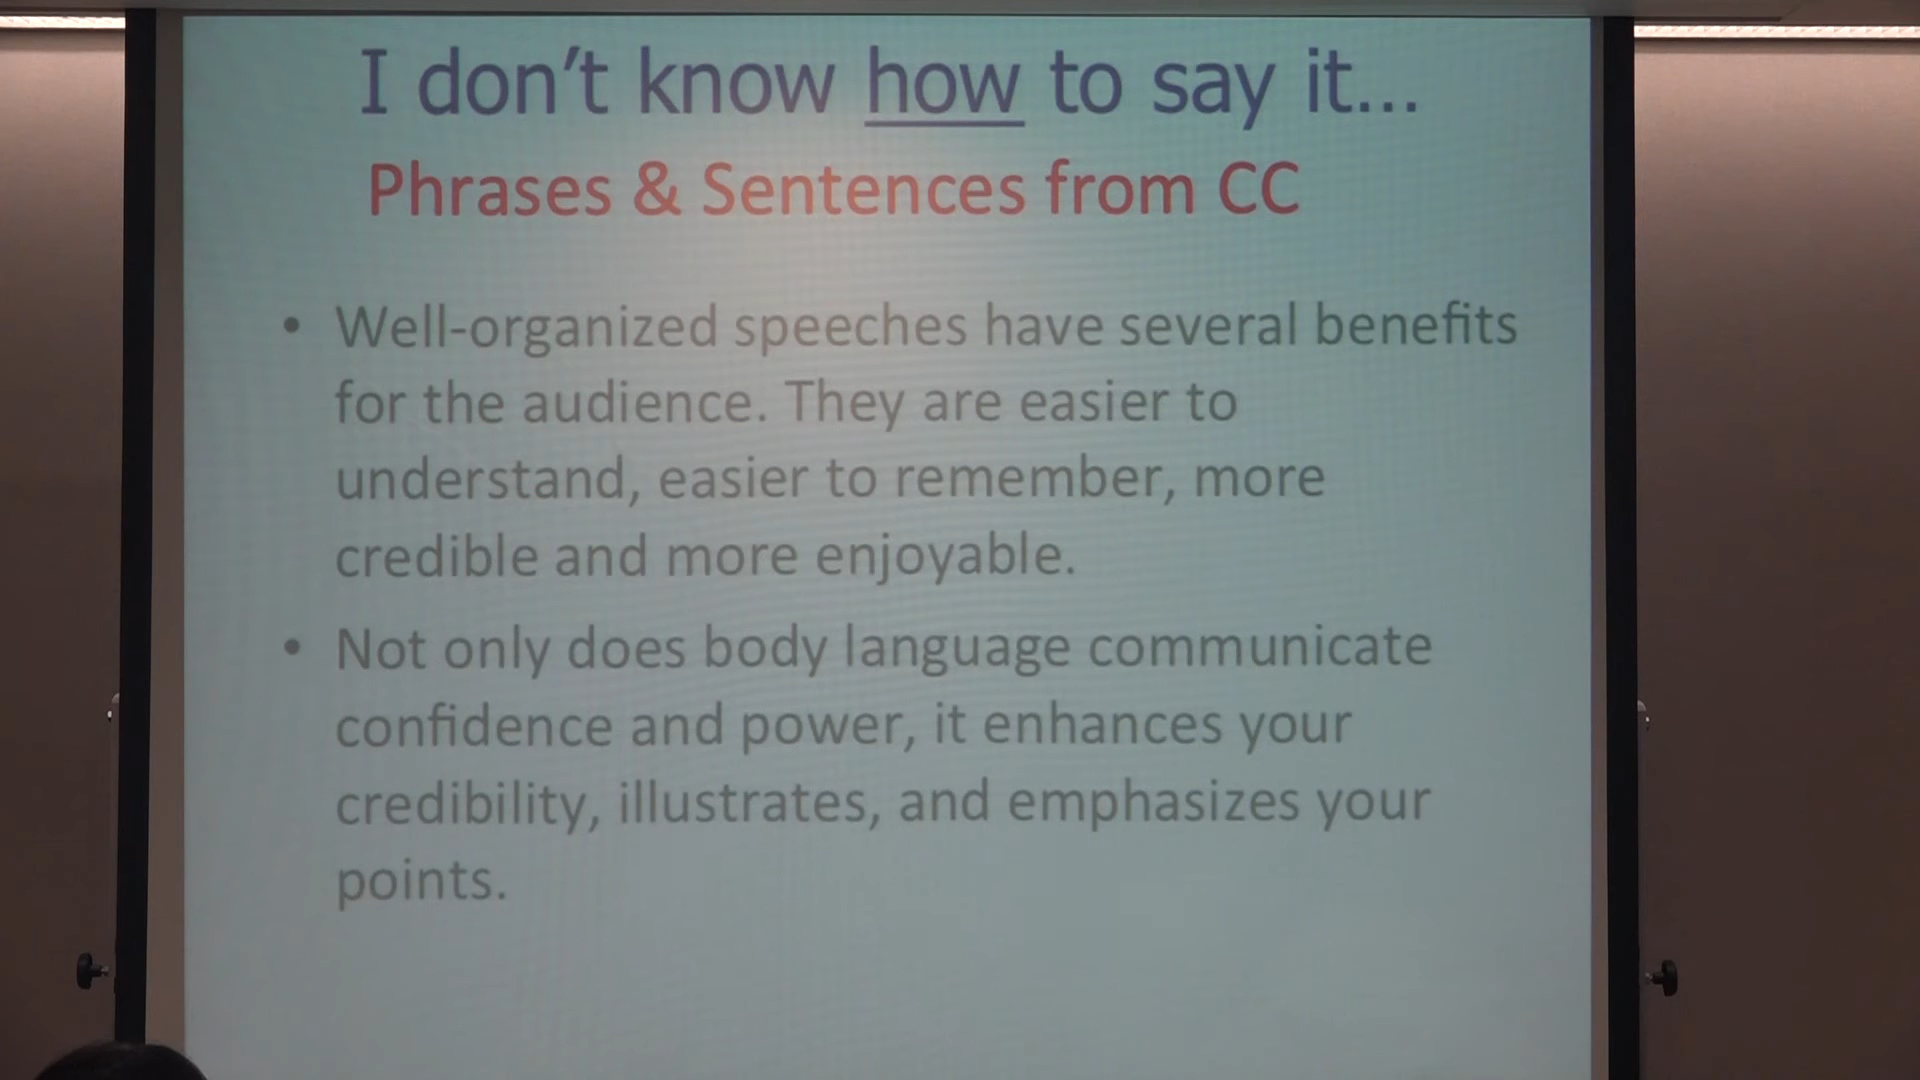 I don't know how to say it...
Phrases & Sentences from CC
• Well-organized speeches have several benefits
for the audience. They are easier to
understand, easier to remember, more
credible and more enjoyable.
• Not only does body language communicate
confidence and power, it enhances your
credibility, illustrates, and emphasizes your
points.